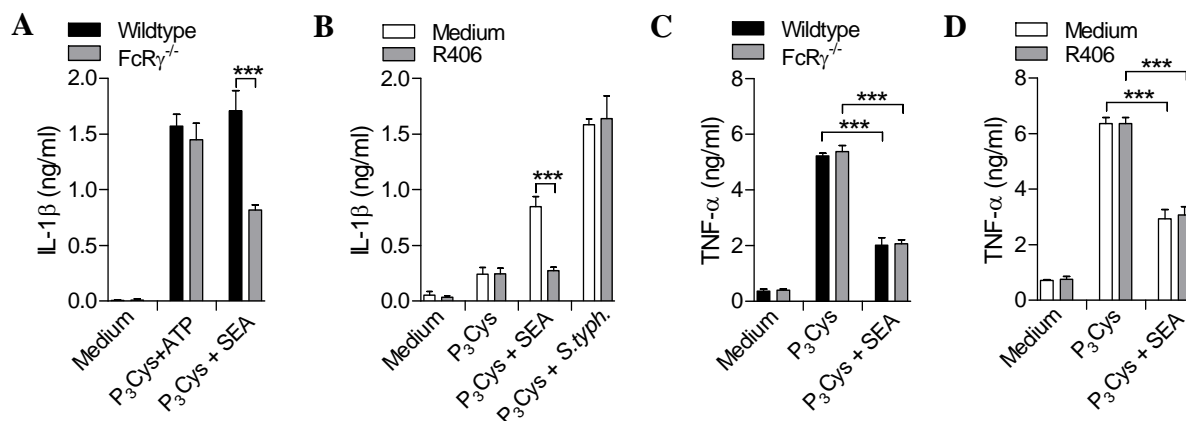 A
Wildtype
FcRγ-/-
***
2.0
1.5
1.0
0.5
0.0
IL-1β (ng/ml)
Medium
P3Cys+ATP
P3Cys + SEA
B
Medium
R406
***
2.0
1.5
1.0
0.5
0.0
IL-1β (ng/ml)
Medium
P3Cys
P3Cys + SEA
P3Cys + S.typh.
C
Wildtype
FcRγ-/-
***
***
8
6
4
2
0
TNF-α (ng/ml)
Medium
P3Cys
P3Cys + SEA
D
Medium
R406
***
***
8
6
4
2
0
TNF-α (ng/ml)
Medium
P3Cys
P3Cys + SEA